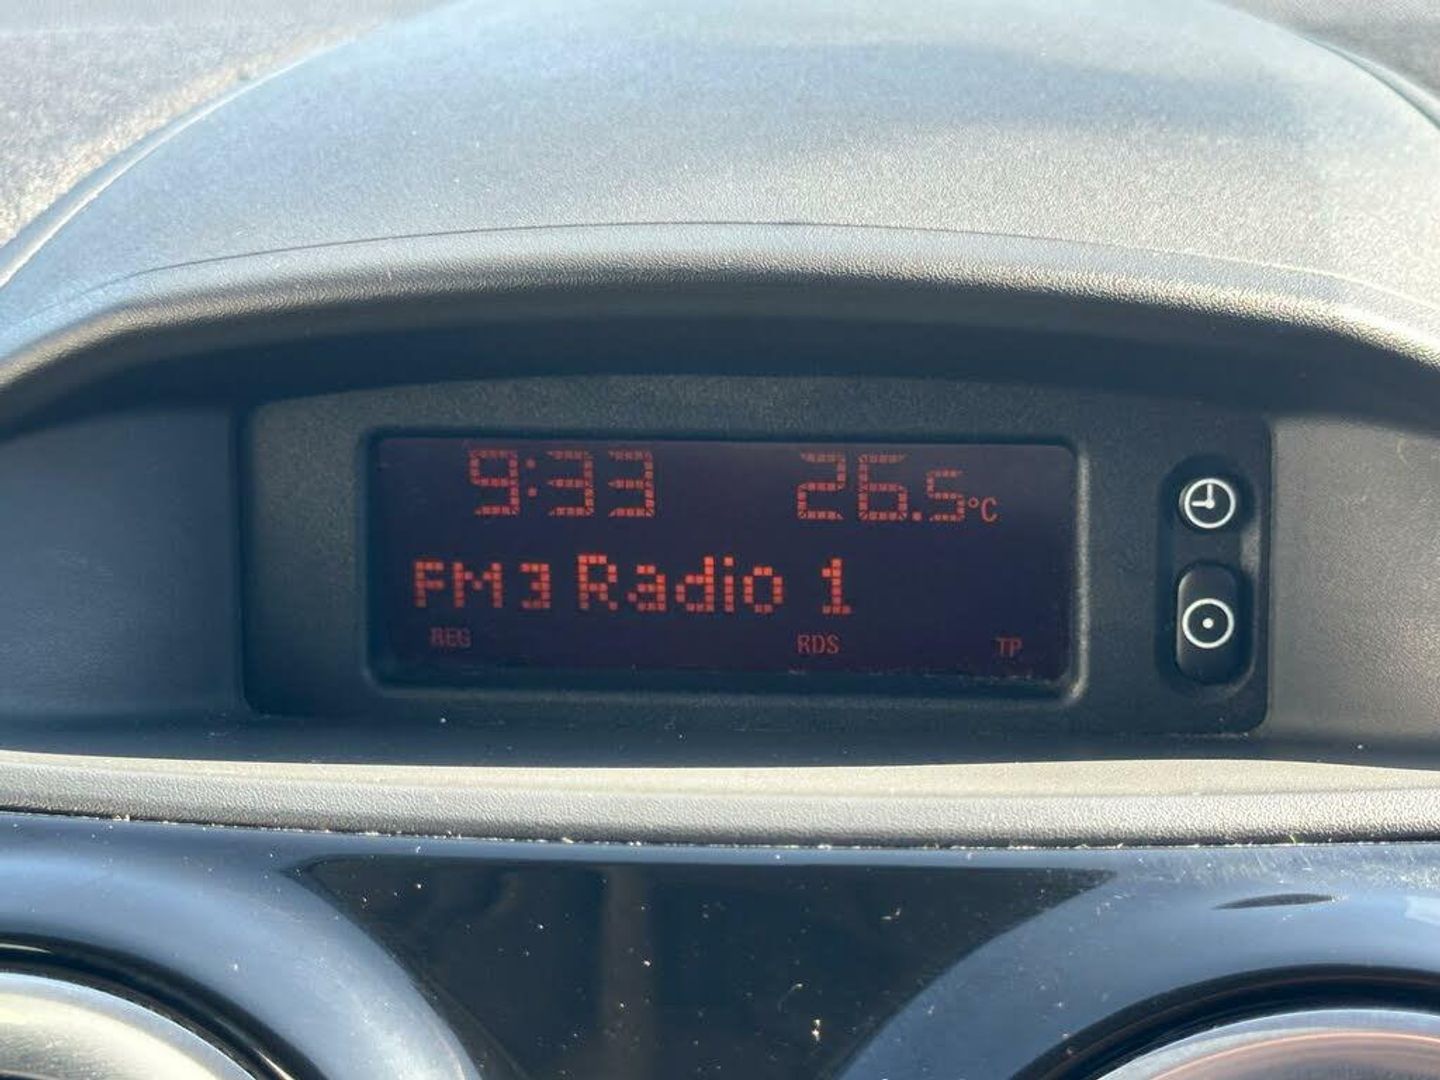 9:33 26.5°C
FM3 Radio 1
REG RDS TP